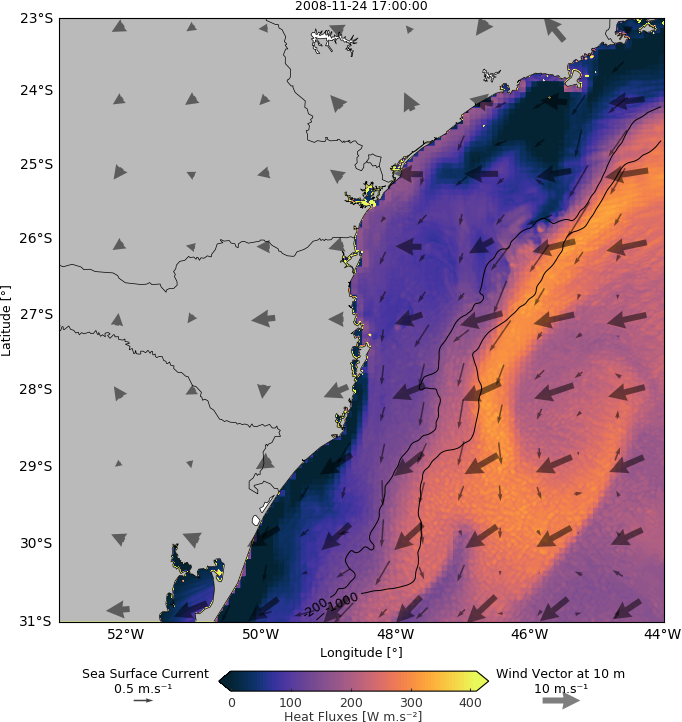 2008-11-24 17:00:00
23°S
24°S
25°S
26°S
27°S
28°S
29°S
30°S
31°S
Latitude [°]
200
1000
52°W 50°W 48°W 46°W 44°W
Longitude [°]
Sea Surface Current
0.5 m.s⁻¹
0 100 200 300 400
Heat Fluxes [W m.s⁻²]
Wind Vector at 10 m
10 m.s⁻¹